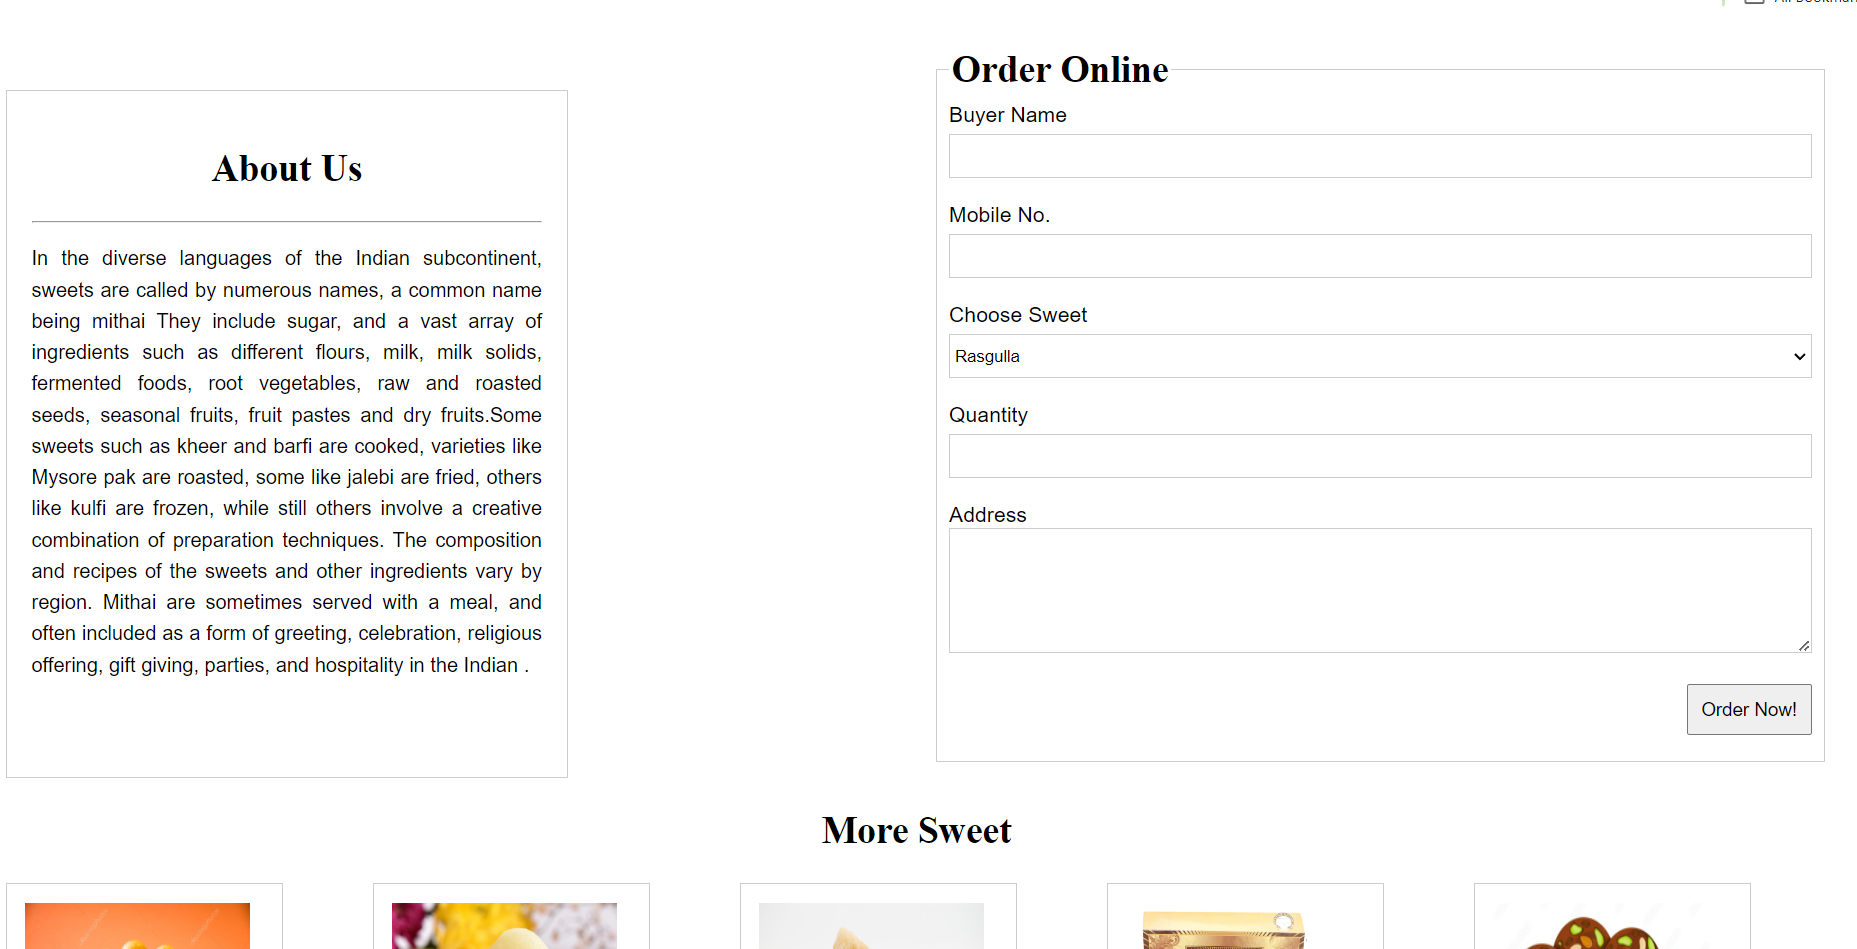 About Us
In the diverse languages of the Indian subcontinent,
sweets are called by numerous names, a common name
being mithai They include sugar, and a vast array of
ingredients such as different flours, milk, milk solids,
fermented foods, root vegetables, raw and roasted
seeds, seasonal fruits, fruit pastes and dry fruits.Some
sweets such as kheer and barfi are cooked, varieties like
Mysore pak are roasted, some like jalebi are fried, others
like kulfi are frozen, while still others involve a creative
combination of preparation techniques. The composition
and recipes of the sweets and other ingredients vary by
region. Mithai are sometimes served with a meal, and
often included as a form of greeting, celebration, religious
offering, gift giving, parties, and hospitality in the Indian .
Order Online
Buyer Name
Mobile No.
Choose Sweet
Rasgulla
Quantity
Address
Order Now!
More Sweet